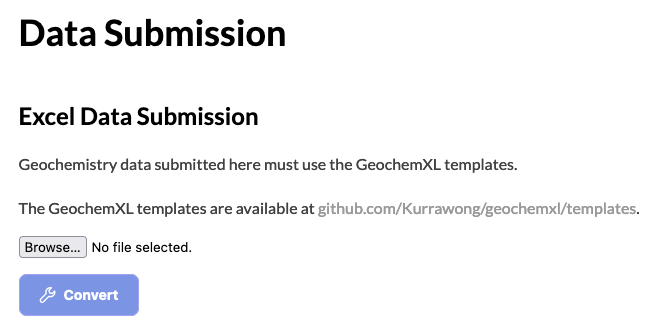 Data Submission
Excel Data Submission
Geochemistry data submitted here must use the GeochemXL templates.
The GeochemXL templates are available at github.com/Kurrawong/geochemxl/templates.
Browse... No file selected.
Convert